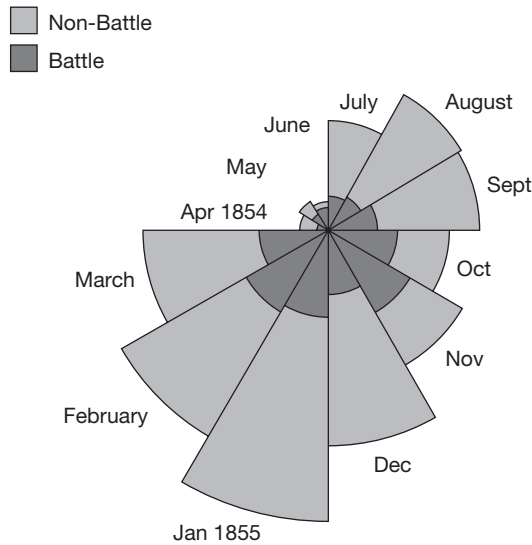 Non-Battle
Battle
July
August
June
May
Sept
Apr 1854
Oct
March
Nov
February
Dec
Jan 1855